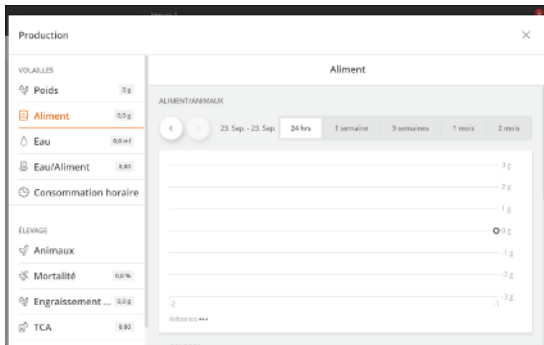 Production
VOLAILLES
Poids 0 g
Aliment 0,0 g
Eau 0,0 ml
Eau/Aliment 0,00
Consommation horaire
ÉLEVAGE
Animaux
Mortalité 0,0 %
Engraissement ... 0,0 g
TCA 0,00
Aliment
ALIMENT/ANIMAUX
23. Sep. - 23. Sep. 24 hrs 1 semaine 3 semaines 1 mois 2 mois
3 g
2 g
1 g
0 g
-1 g
-2 g
-3 g
-2 -1
Référence